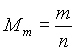 M_m = m/n